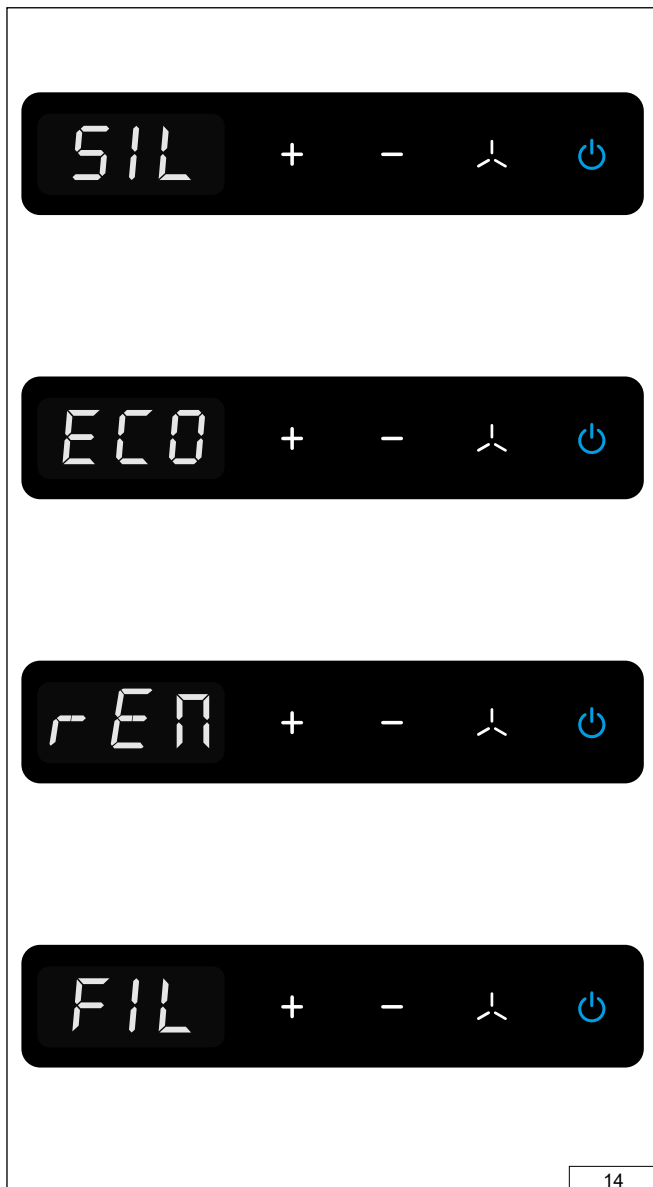 SIL + -
ECO + -
rEM + -
FIL + -
14